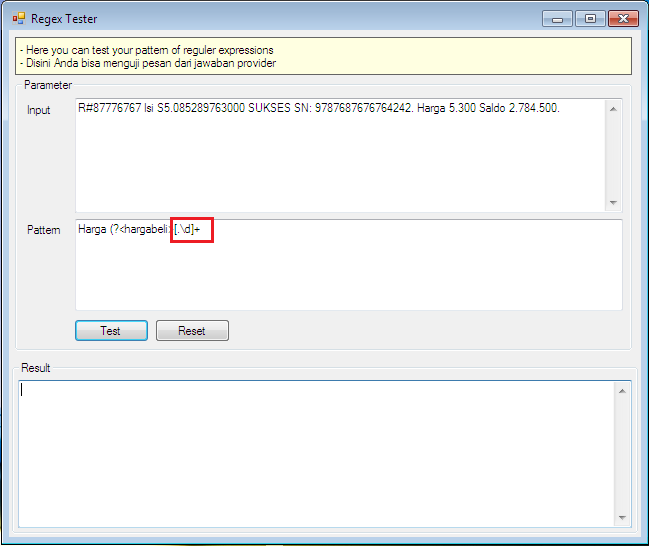 Regex Tester
- Here you can test your pattern of reguler expressions
- Disini Anda bisa menguji pesan dari jawaban provider
Parameter
Input
R#87776767 Isi S5.085289763000 SUKSES SN: 9787687676764242. Harga 5.300 Saldo 2.784.500.
Pattern
Harga (?<hargabeli>[.\d]+
Test
Reset
Result